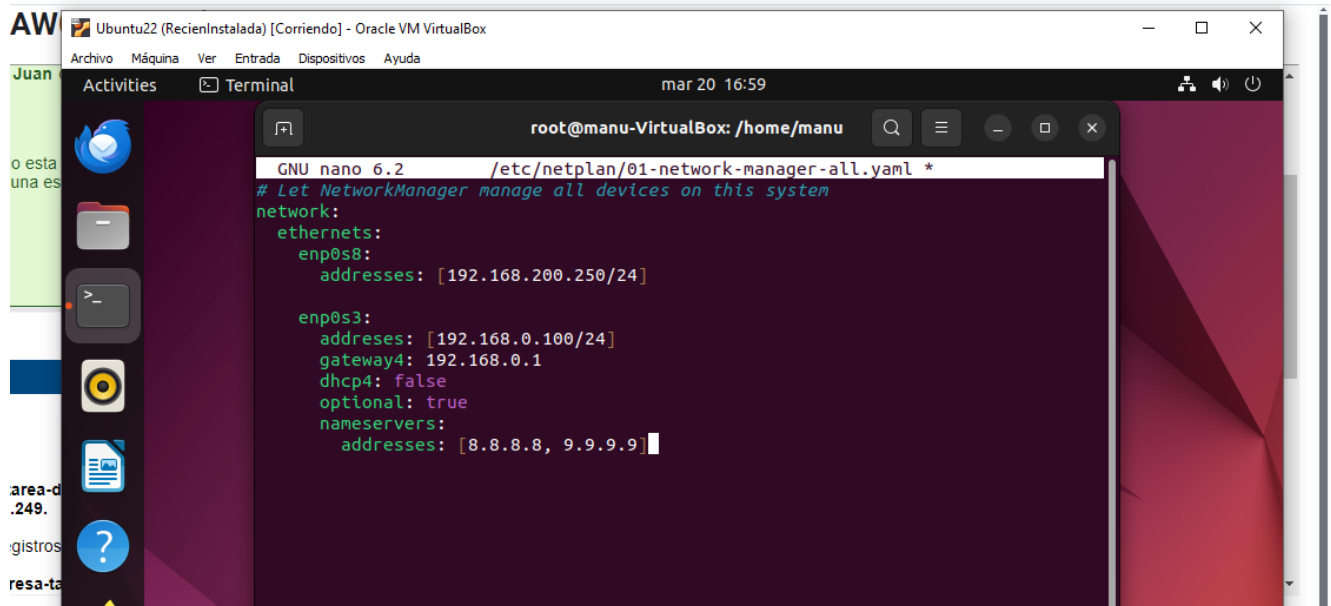 AW
Ubuntu22 (RecienInstalada) [Corriendo] - Oracle VM VirtualBox
Archivo Máquina Ver Entrada Dispositivos Ayuda
Juan
Activities Terminal mar 20 16:59
root@manu-VirtualBox: /home/manu
o esta
una es
GNU nano 6.2 /etc/netplan/01-network-manager-all.yaml *
# Let NetworkManager manage all devices on this system
network:
ethernets:
enp0s8:
addresses: [192.168.200.250/24]
enp0s3:
addreses: [192.168.0.100/24]
gateway4: 192.168.0.1
dhcp4: false
optional: true
nameservers:
addresses: [8.8.8.8, 9.9.9.9]
area-d
.249.
gistros
resa-ta